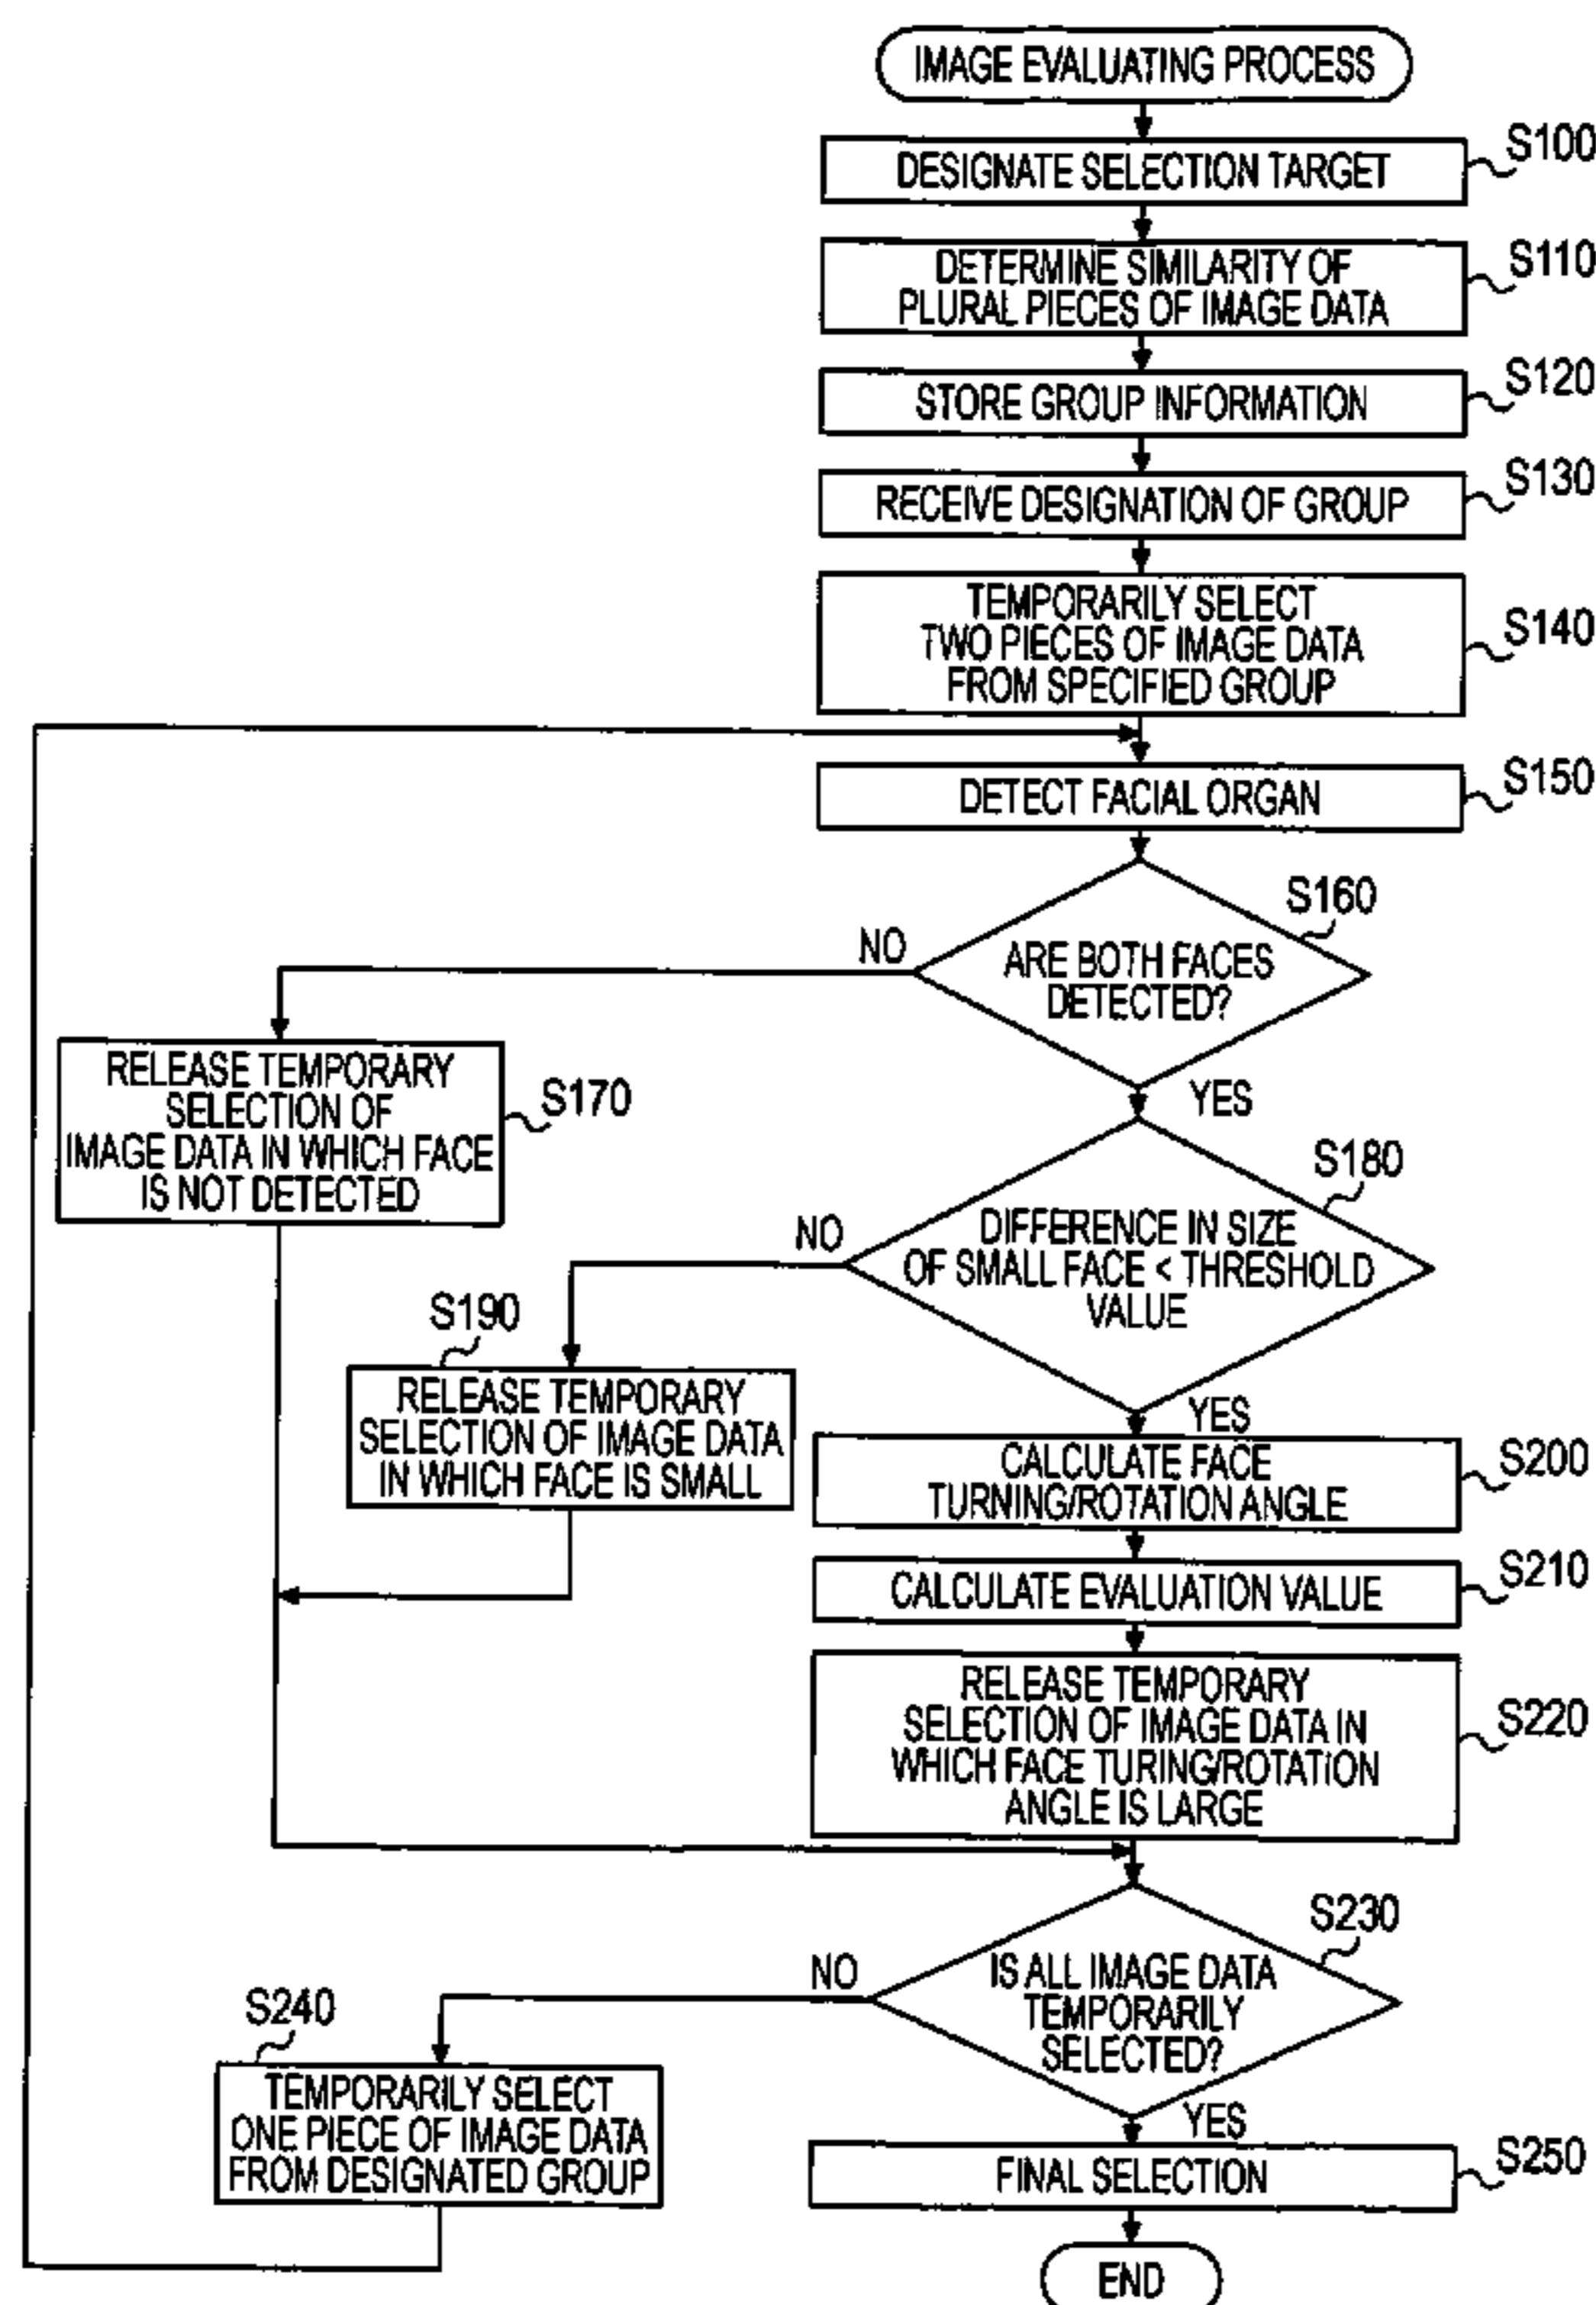 IMAGE EVALUATING PROCESS
DESIGNATE SELECTION TARGET
S100
DETERMINE SIMILARITY OF
PLURAL PIECES OF IMAGE DATA
S110
STORE GROUP INFORMATION
S120
RECEIVE DESIGNATION OF GROUP
S130
TEMPORARILY SELECT
TWO PIECES OF IMAGE DATA
FROM SPECIFIED GROUP
S140
DETECT FACIAL ORGAN
S150
S160
ARE BOTH FACES
DETECTED?
NO
YES
RELEASE TEMPORARY
SELECTION OF
IMAGE DATA IN WHICH FACE
IS NOT DETECTED
S170
S180
DIFFERENCE IN SIZE
OF SMALL FACE < THRESHOLD
VALUE
NO
YES
S190
RELEASE TEMPORARY
SELECTION OF IMAGE DATA
IN WHICH FACE IS SMALL
CALCULATE FACE
TURNING/ROTATION ANGLE
S200
CALCULATE EVALUATION VALUE
S210
RELEASE TEMPORARY
SELECTION OF IMAGE DATA IN
WHICH FACE TURING/ROTATION
ANGLE IS LARGE
S220
S230
IS ALL IMAGE DATA
TEMPORARILY
SELECTED?
NO
YES
S240
TEMPORARILY SELECT
ONE PIECE OF IMAGE DATA
FROM DESIGNATED GROUP
FINAL SELECTION
S250
END